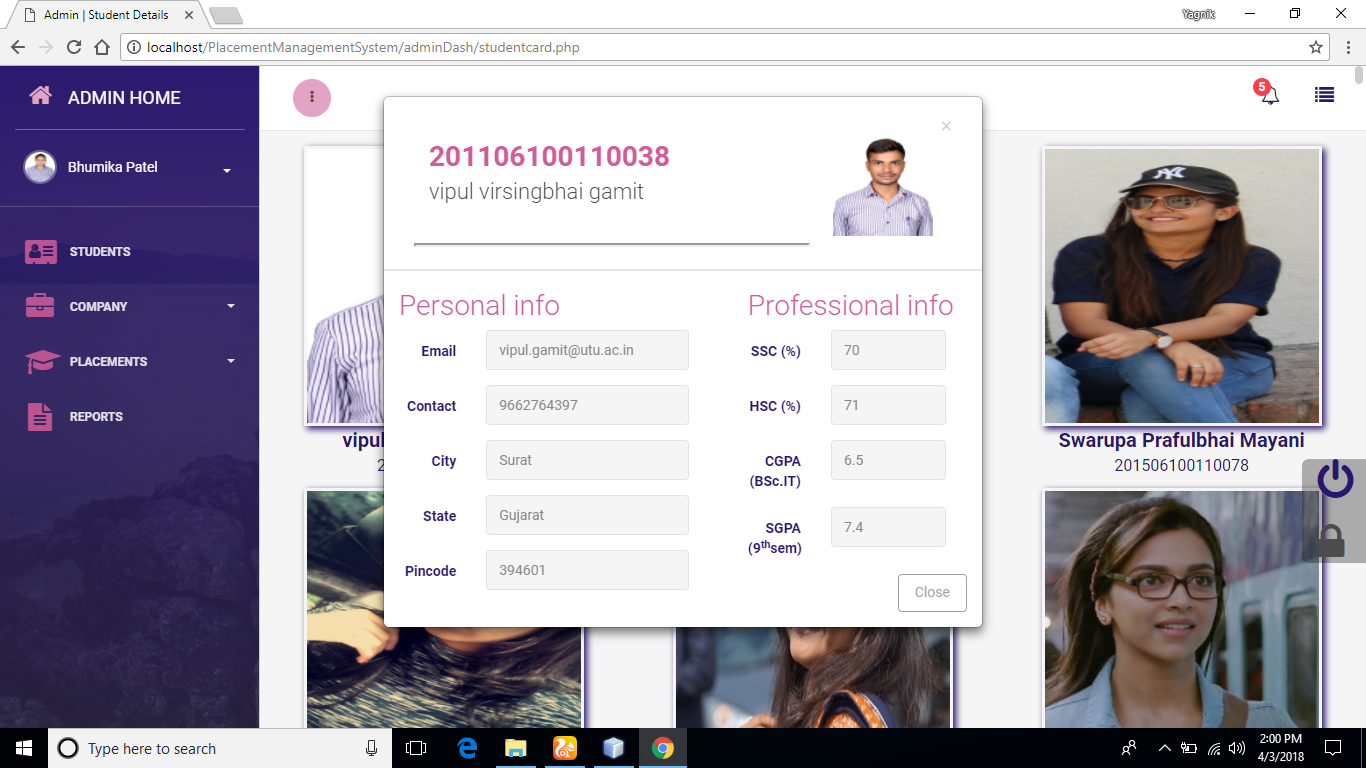 Admin | Student Details
Yagnik
localhost/PlacementManagementSystem/adminDash/studentcard.php
ADMIN HOME
Bhumika Patel
STUDENTS
COMPANY
PLACEMENTS
REPORTS
5
201106100110038
vipul virsingbhai gamit
×
Personal info
Email vipul.gamit@utu.ac.in
Contact 9662764397
City Surat
State Gujarat
Pincode 394601
Professional info
SSC (%) 70
HSC (%) 71
CGPA 6.5
(BSc.IT)
SGPA 7.4
(9thsem)
Close
vipul
2
Swarupa Prafulbhai Mayani
201506100110078
Type here to search
2:00 PM
4/3/2018